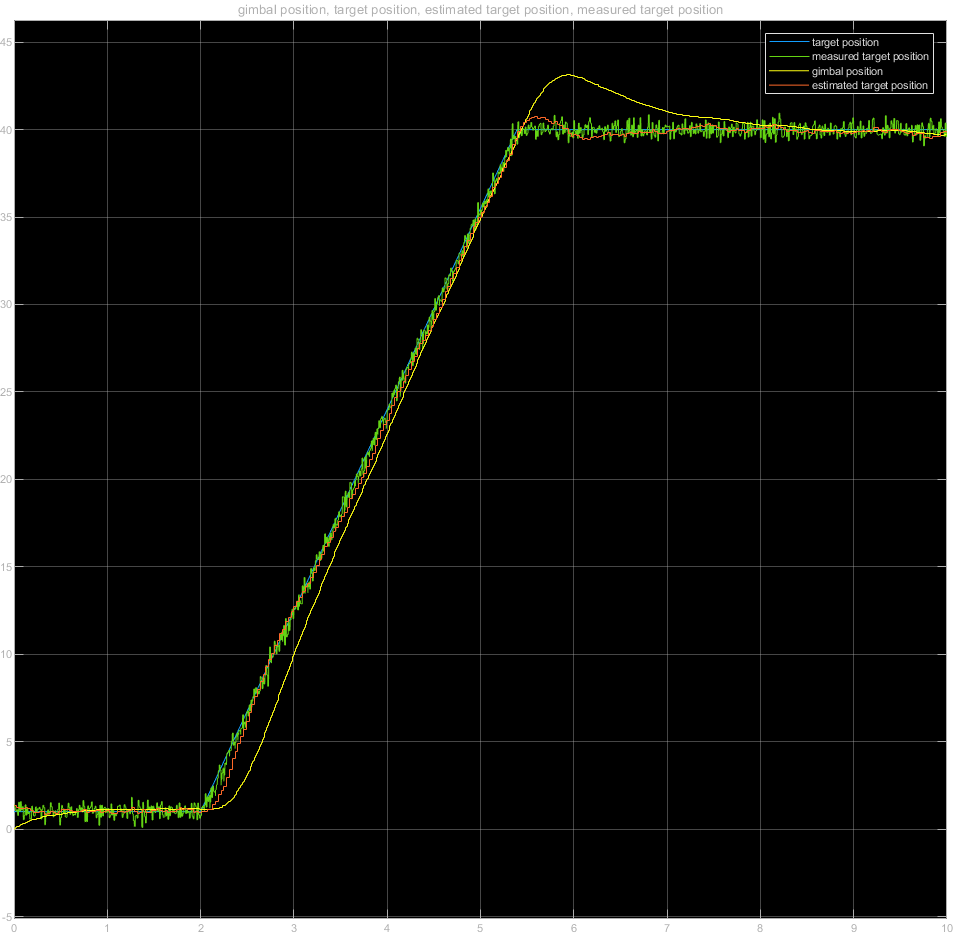 gimbal position, target position, estimated target position, measured target position
target position
measured target position
gimbal position
estimated target position
45
40
35
30
25
20
15
10
5
0
-5
0 1 2 3 4 5 6 7 8 9 10